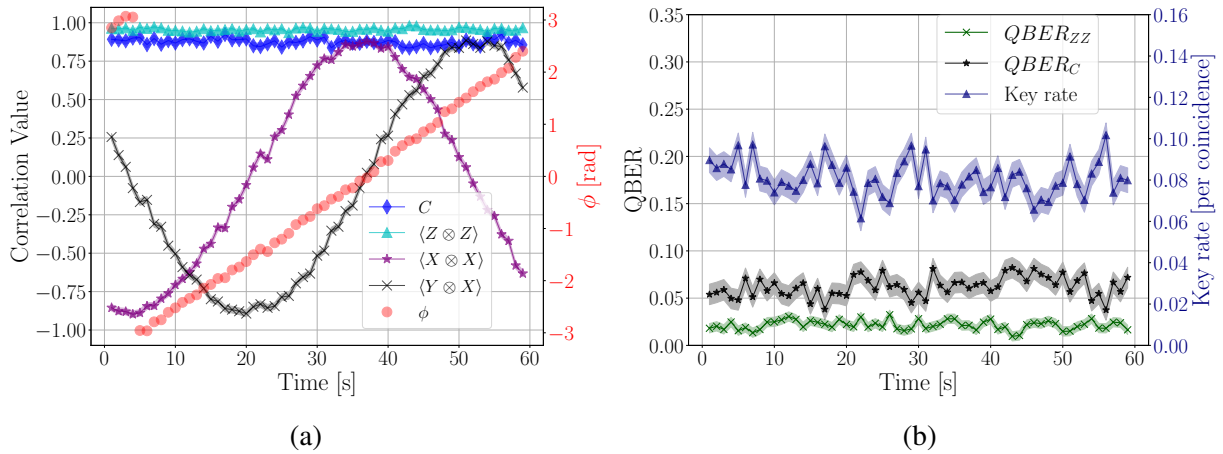 1.00
0.75
0.50
0.25
0.00
−0.25
−0.50
−0.75
−1.00
Correlation Value
0 10 20 30 40 50 60
Time [s]
3
2
1
0
−1
−2
−3
ϕ [rad]
C
⟨Z ⊗ Z⟩
⟨X ⊗ X⟩
⟨Y ⊗ X⟩
ϕ
(a)
0.35
0.30
0.25
0.20
0.15
0.10
0.05
0.00
QBER
0 10 20 30 40 50 60
Time [s]
0.16
0.14
0.12
0.10
0.08
0.06
0.04
0.02
0.00
Key rate [per coincidence]
QBER_ZZ
QBER_C
Key rate
(b)